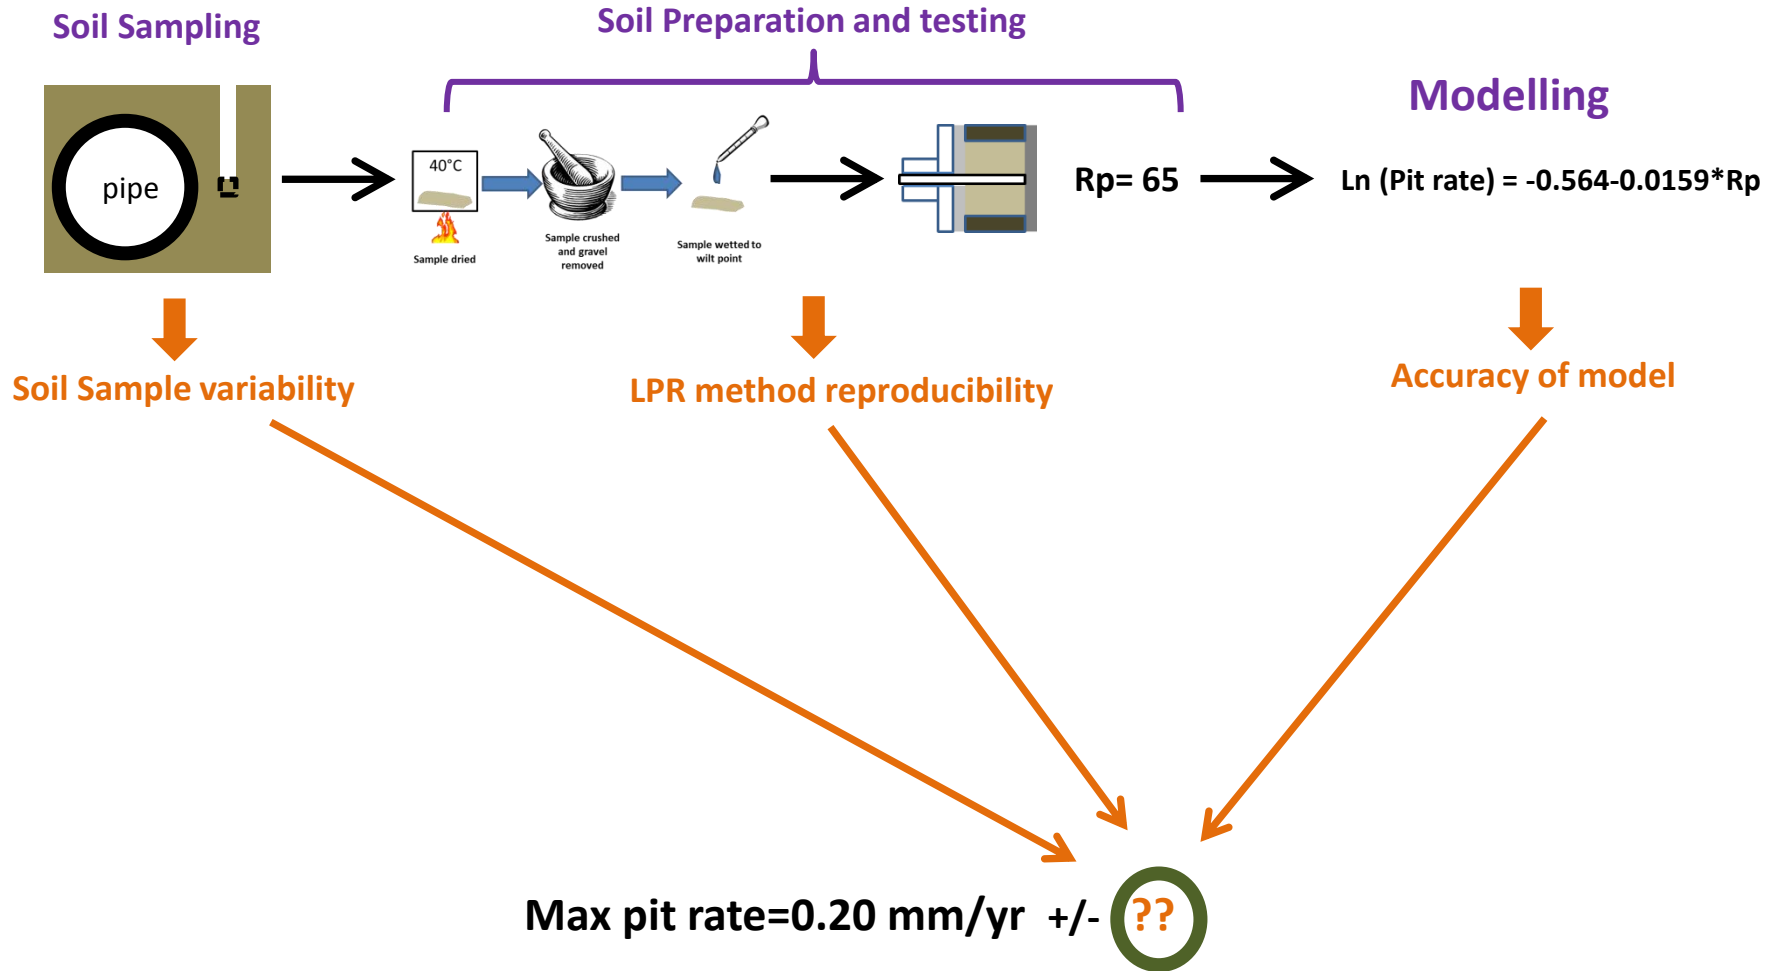 Soil Sampling
Soil Preparation and testing
Modelling
pipe
40°C
Sample dried
Sample crushed
and gravel
removed
Sample wetted to
wilt point
Rp= 65
Ln (Pit rate) = -0.564-0.0159*Rp
Soil Sample variability
LPR method reproducibility
Accuracy of model
Max pit rate=0.20 mm/yr +/- ??